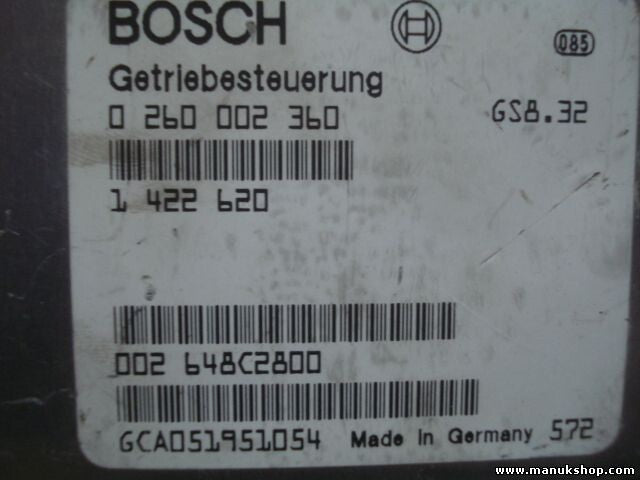 BOSCH
085
Getriebesteuerung
0 260 002 360 GS8.32
1 422 620
002 648C2800
GCA051951054 Made in Germany 572
www.manukshop.com